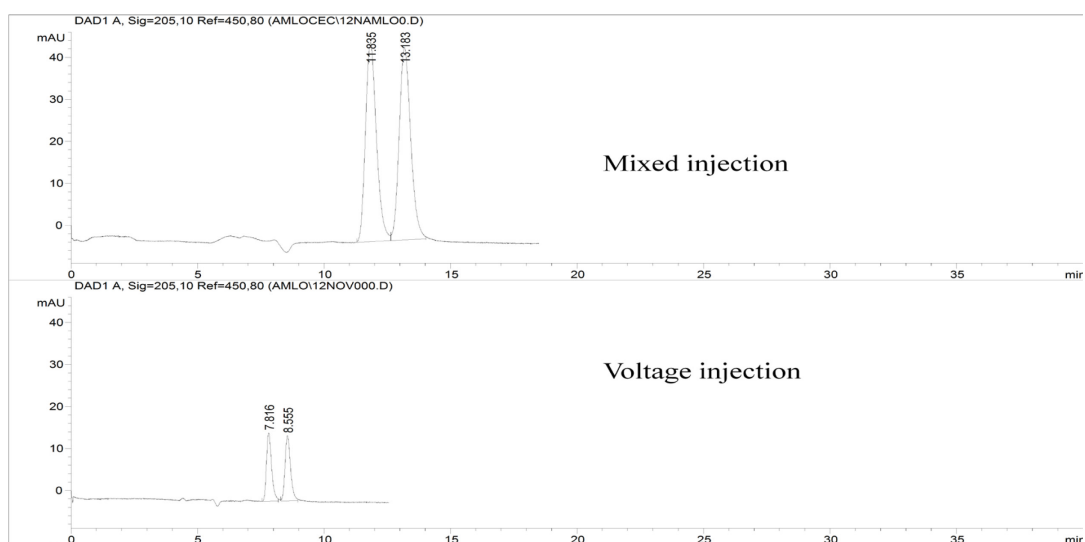 DAD1 A, Sig=205,10 Ref=450,80 (AMLOCEC\12NAMLO0.D)
mAU
40
30
20
10
0
11.835
13.183
Mixed injection
0 5 10 15 20 25 30 35 min
DAD1 A, Sig=205,10 Ref=450,80 (AMLO\12NOV000.D)
mAU
40
30
20
10
0
7.816
8.555
Voltage injection
0 5 10 15 20 25 30 35 min